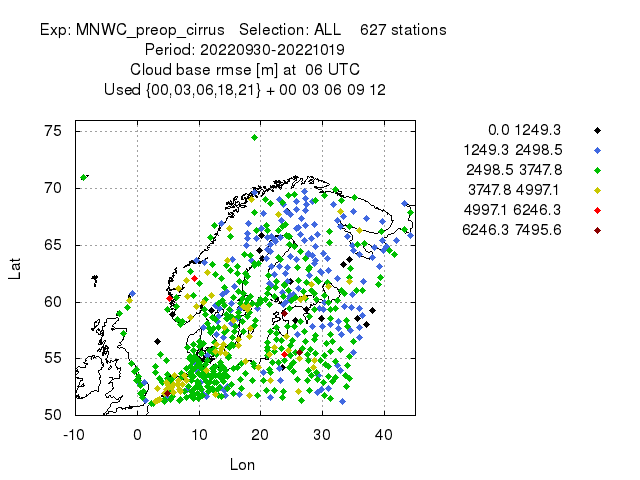 Exp: MNWC_preop_cirrus   Selection: ALL    627 stations
Period: 20220930-20221019
Cloud base rmse [m] at  06 UTC
Used {00,03,06,18,21} + 00 03 06 09 12
0.0 1249.3
1249.3 2498.5
2498.5 3747.8
3747.8 4997.1
4997.1 6246.3
6246.3 7495.6
75
70
65
60
55
50
Lat
-10 0 10 20 30 40
Lon